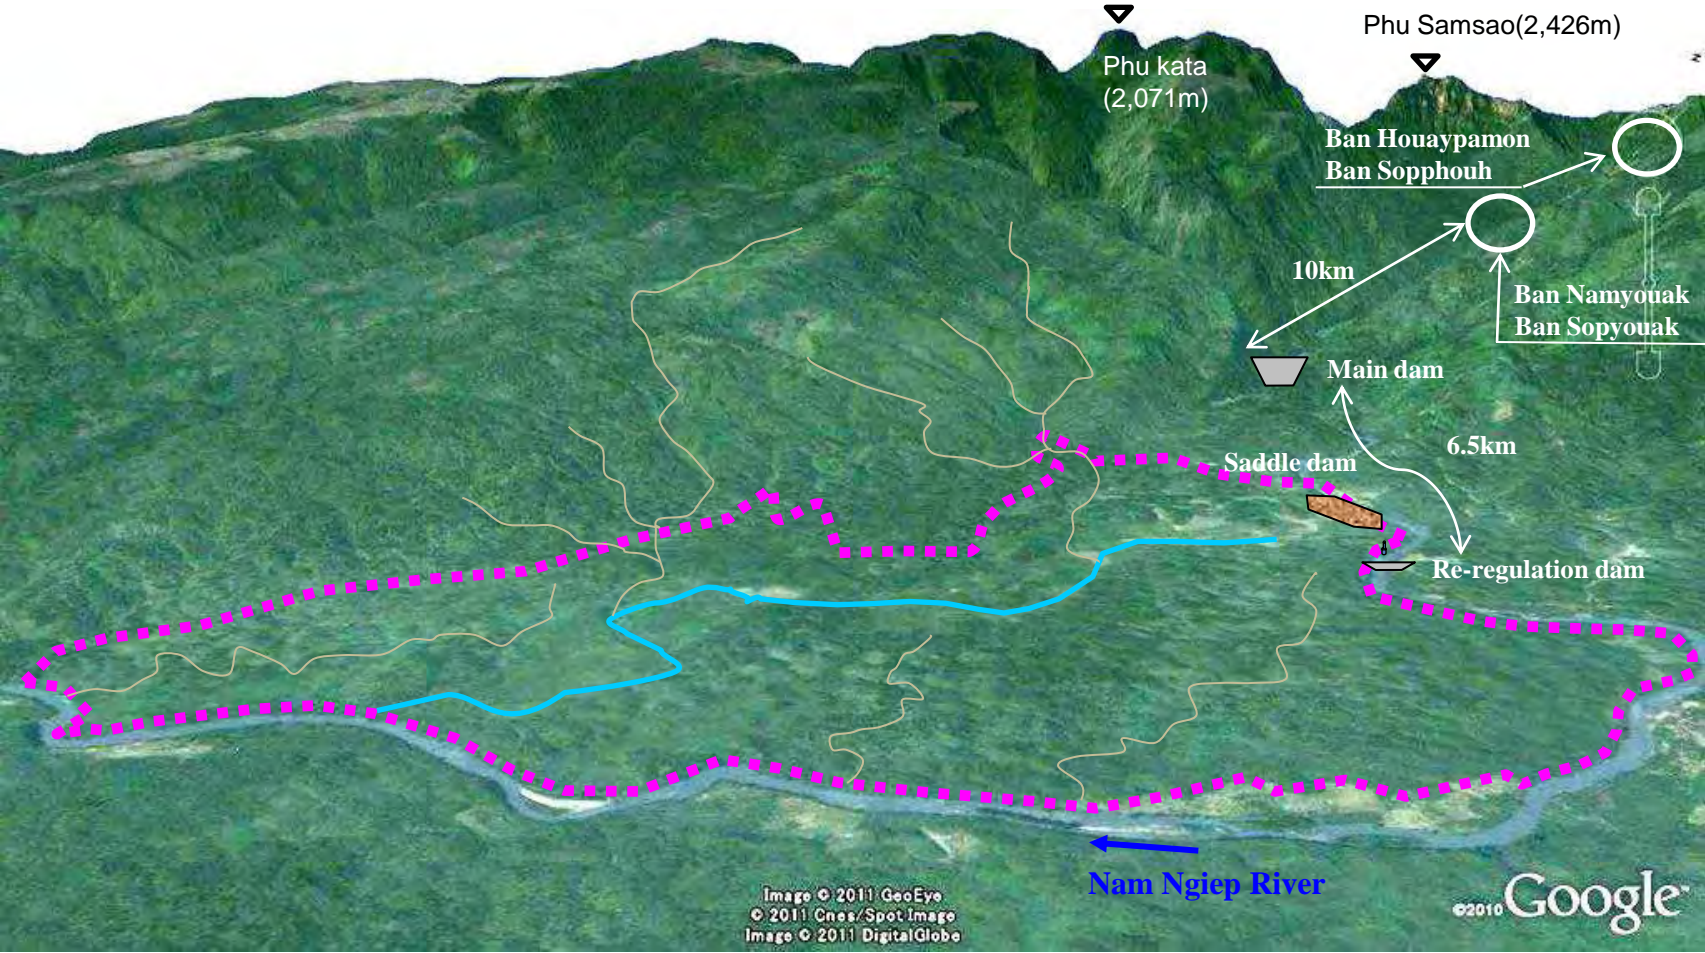 Phu Samsao(2,426m)
Phu kata
(2,071m)
Ban Houaypamon
Ban Sopphouh
10km
Ban Namyouak
Ban Sopyouak
Main dam
6.5km
Saddle dam
Re-regulation dam
Nam Ngiep River
Image © 2011 GeoEye
© 2011 Cnes/Spot Image
Image © 2011 DigitalGlobe
©2010 Google™